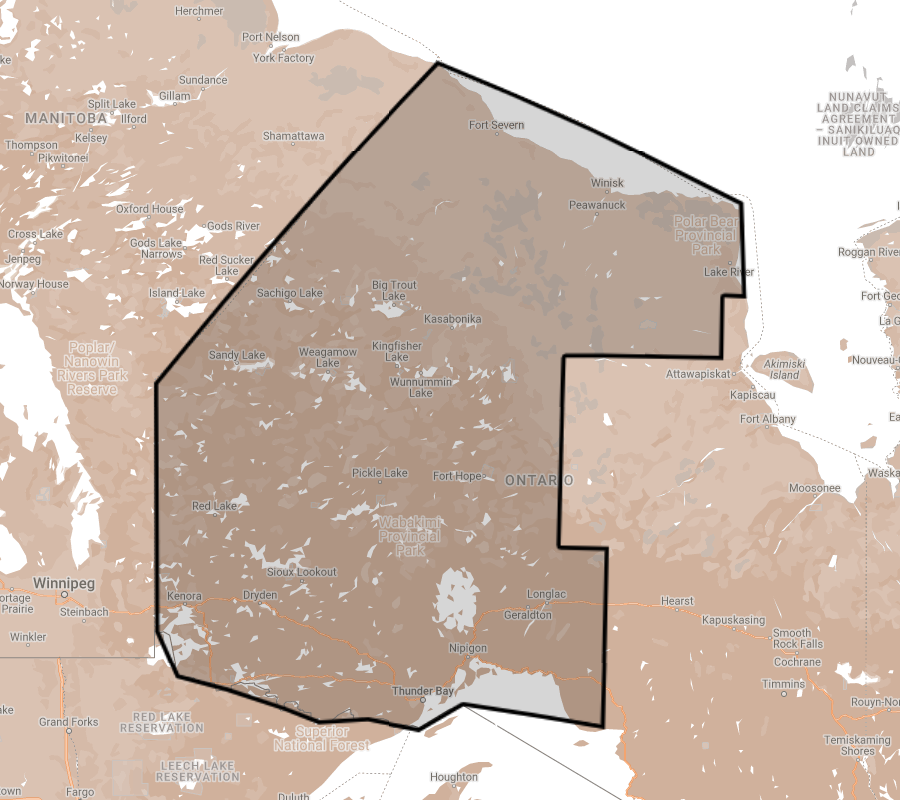 Herchmer
Port Nelson
York Factory
Sundance
Gillam
Split Lake
MANITOBA
Ilford
Kelsey
Thompson
Pikwitonei
Shamattawa
Fort Severn
NUNAVUT
LAND CLAIMS
AGREEMENT
– SANIKILUAQ
INUIT OWNED
LAND
Winisk
Peawanuck
Polar Bear
Provincial
Park
Oxford House
Gods River
Cross Lake
Gods Lake
Narrows
Jenpeg
Red Sucker
Lake
Roggan River
Lake River
Norway House
Island Lake
Sachigo Lake
Big Trout
Lake
Fort Geo
La G
Kasabonika
Poplar/
Nanowin
Rivers Park
Reserve
Sandy Lake
Weagamow
Lake
Kingfisher
Lake
Wunnummin
Lake
Attawapiskat
Akimiski
Island
Nouveau-
Kapiscau
Fort Albany
Ea
Pickle Lake
Fort Hope
ONTARIO
Waska
Moosonee
Red Lake
Wabakimi
Provincial
Park
Sioux Lookout
Winnipeg
ortage
Prairie
Steinbach
Kenora
Dryden
Longlac
Geraldton
Hearst
Kapuskasing
Winkler
Smooth
Rock Falls
Cochrane
Nipigon
Timmins
Thunder Bay
Rouyn-Nor
ake
Grand Forks
RED LAKE
RESERVATION
Superior
National Forest
Temiskaming
Shores
LEECH LAKE
RESERVATION
Houghton
town
Fargo
Duluth